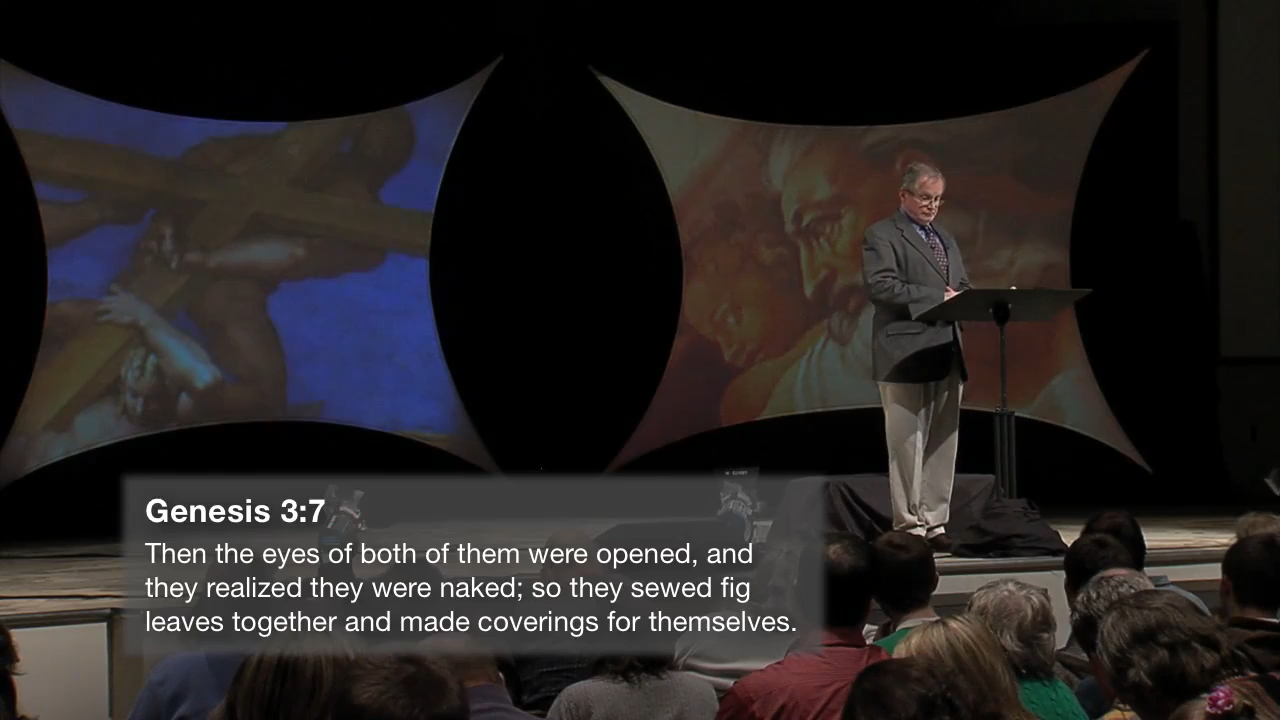 Genesis 3:7
Then the eyes of both of them were opened, and
they realized they were naked; so they sewed fig
leaves together and made coverings for themselves.